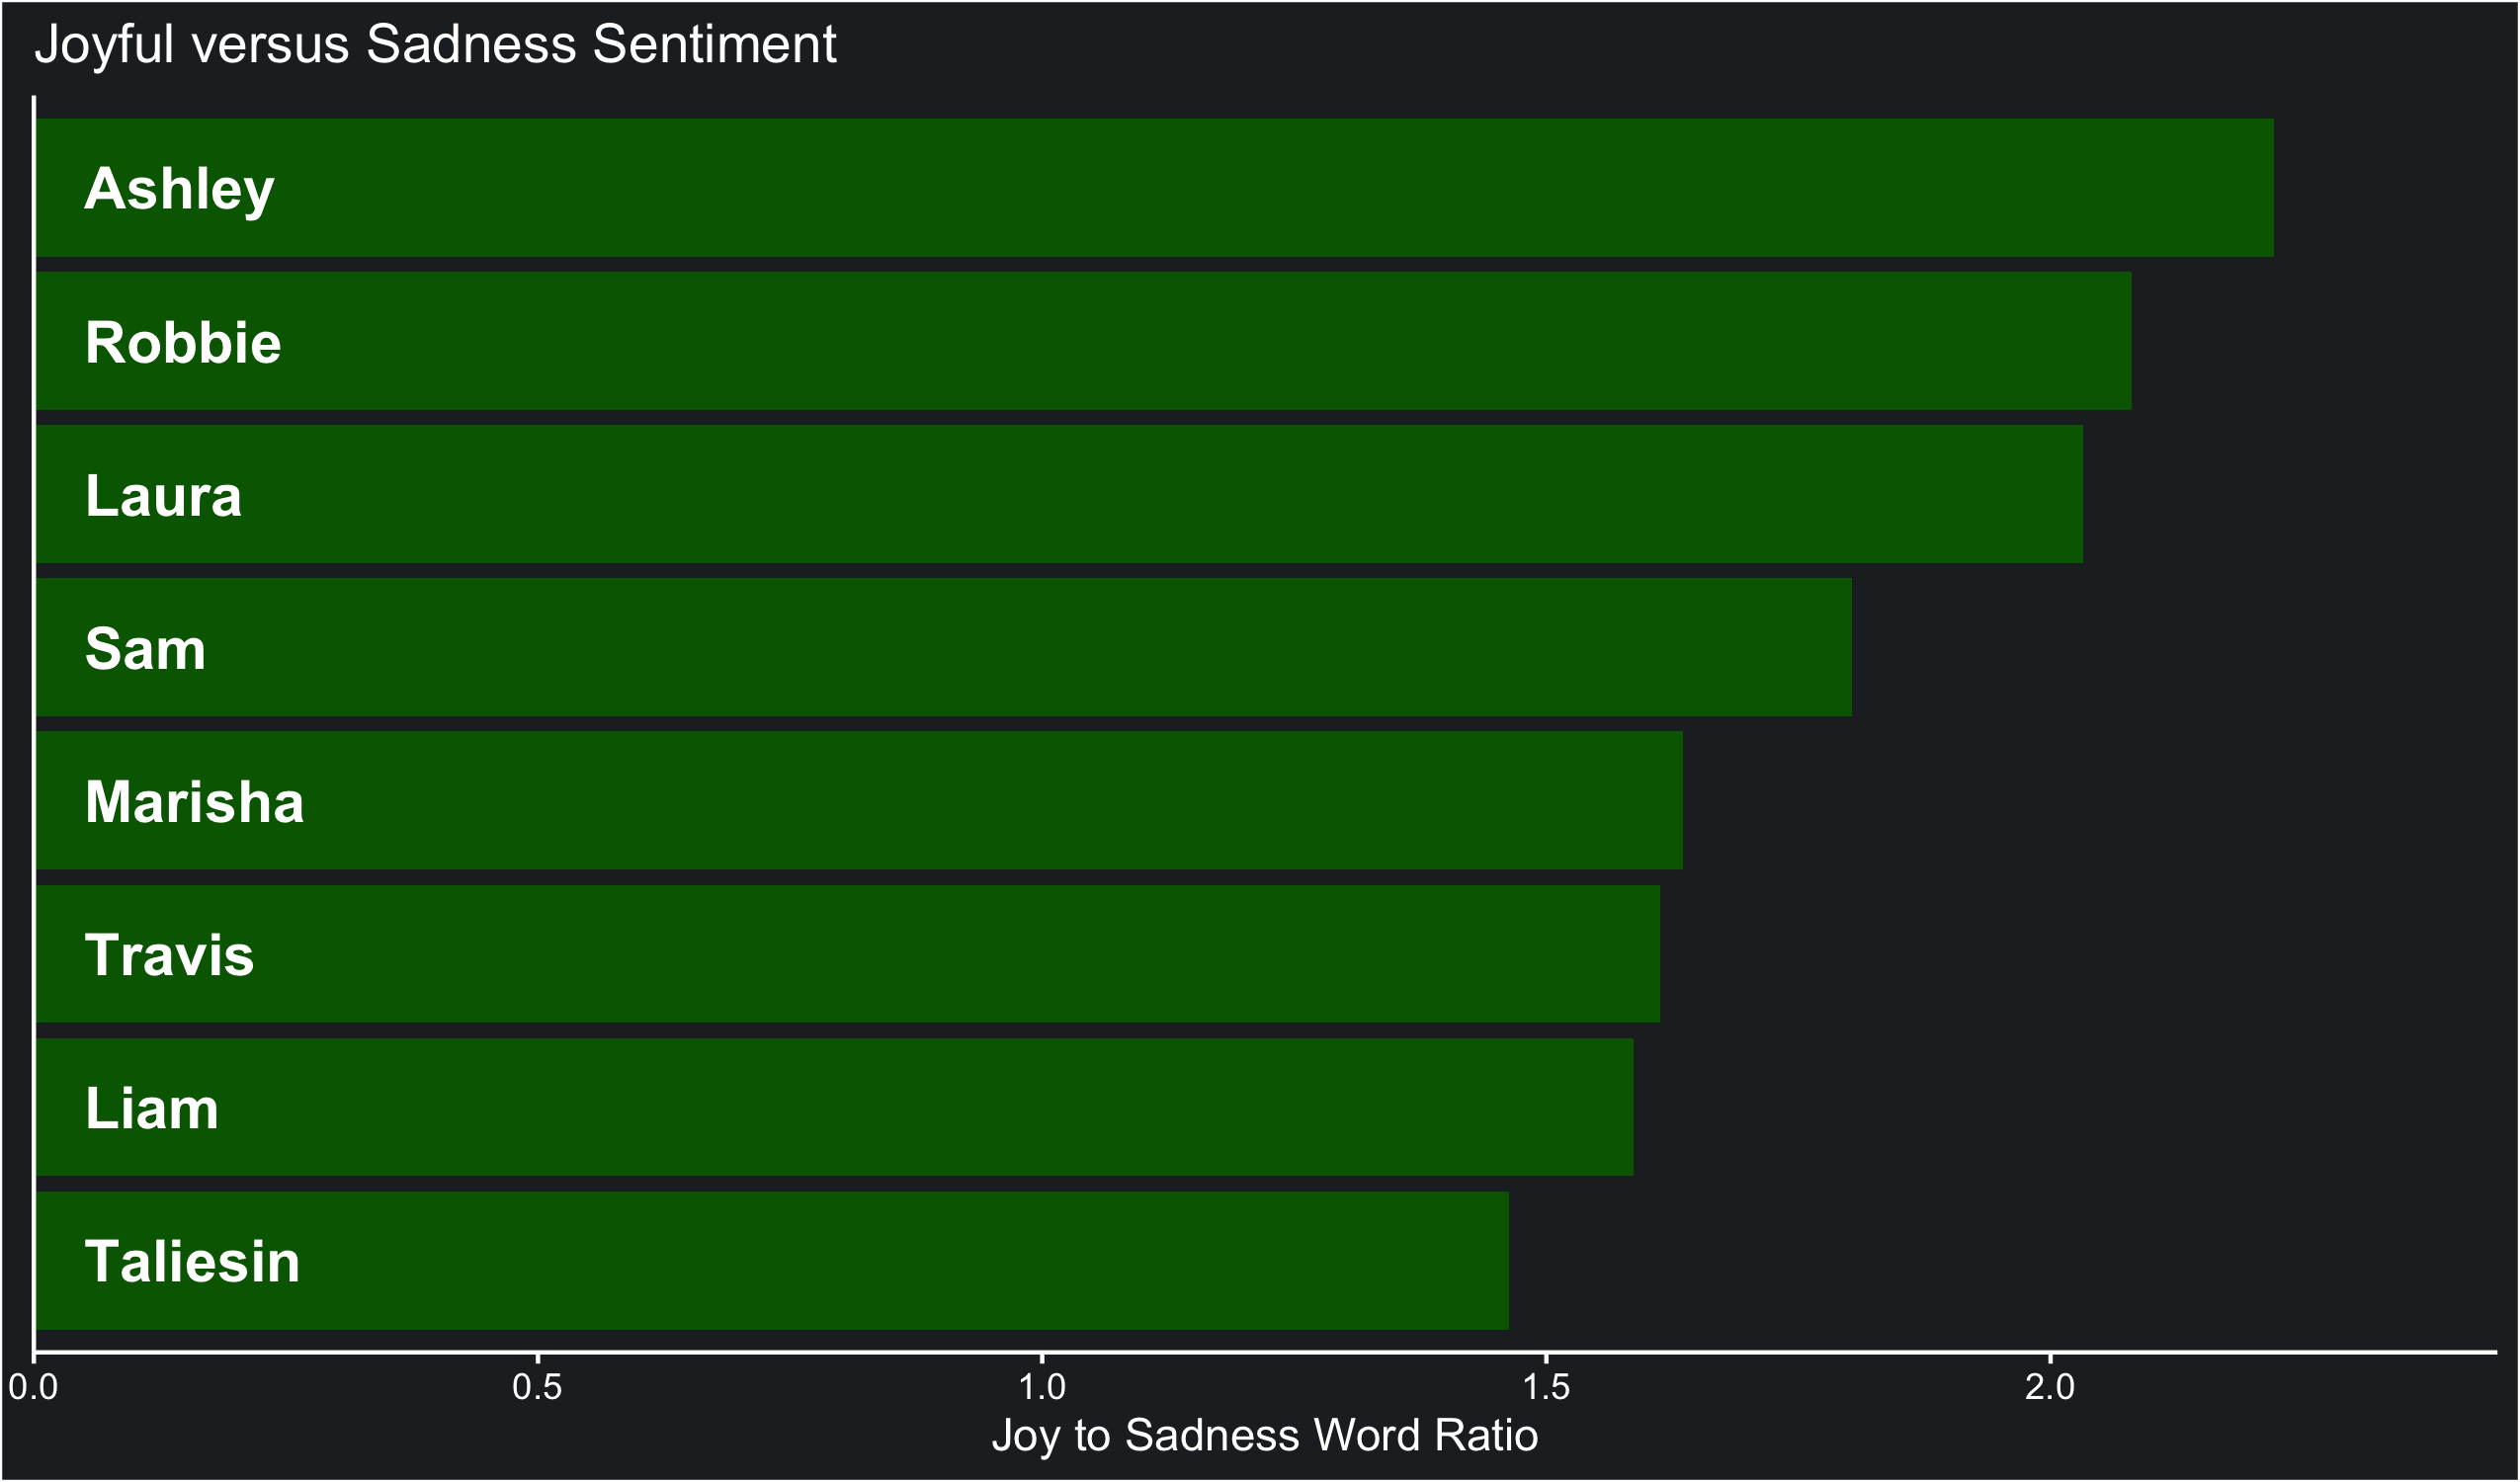 Joyful versus Sadness Sentiment
Ashley
Robbie
Laura
Sam
Marisha
Travis
Liam
Taliesin
0.0 0.5 1.0 1.5 2.0
Joy to Sadness Word Ratio